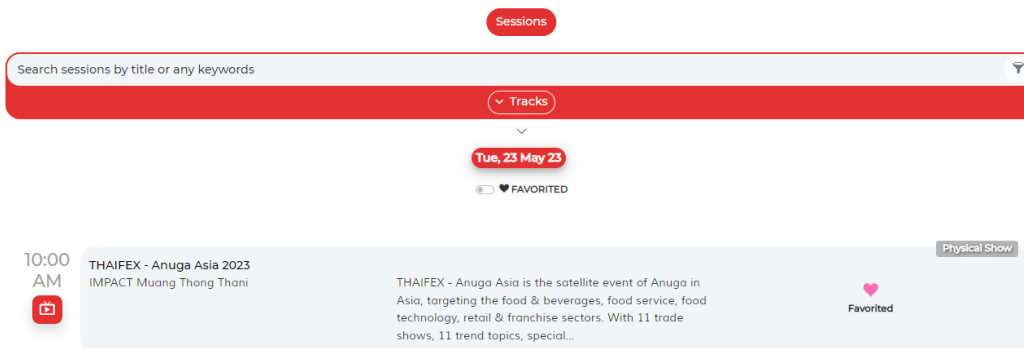 Sessions
Search sessions by title or any keywords
Tracks
Tue, 23 May 23
FAVORITED
Physical Show
10:00
AM
THAIFEX - Anuga Asia 2023
IMPACT Muang Thong Thani
THAIFEX - Anuga Asia is the satellite event of Anuga in
Asia, targeting the food & beverages, food service, food
technology, retail & franchise sectors. With 11 trade
shows, 11 trend topics, special...
Favorited